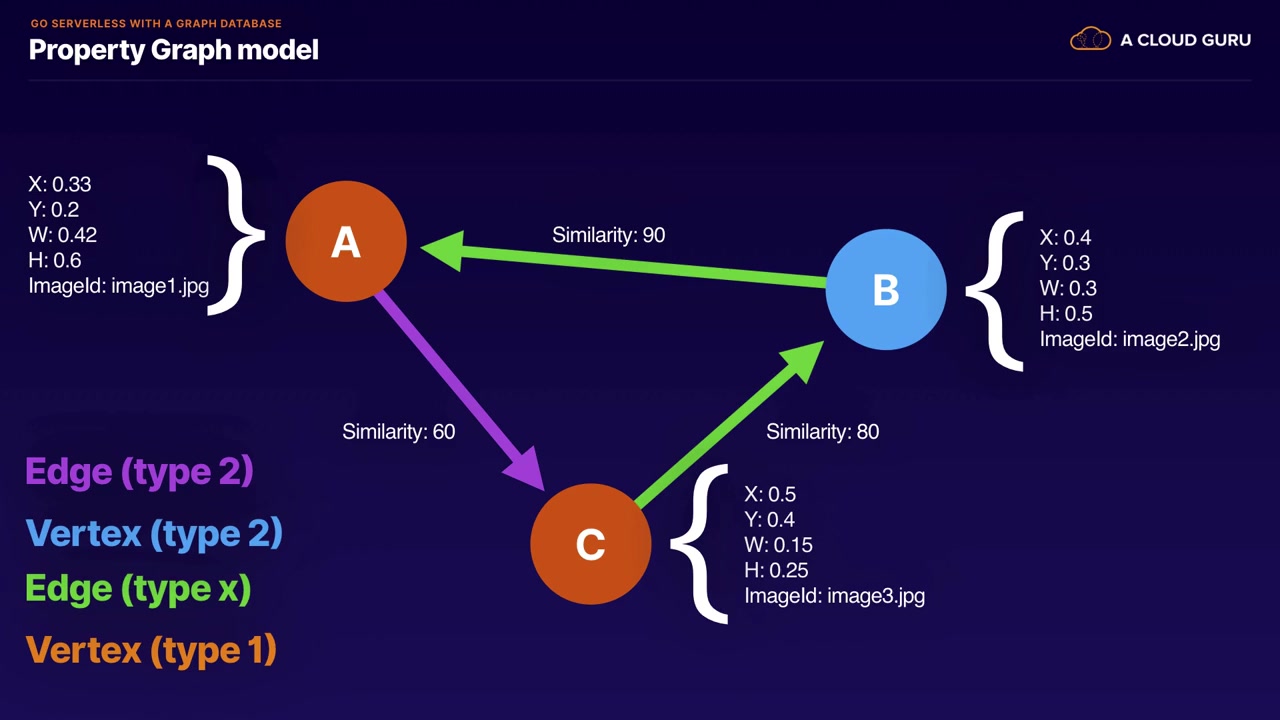 GO SERVERLESS WITH A GRAPH DATABASE
Property Graph model
A CLOUD GURU
X: 0.33
Y: 0.2
W: 0.42
H: 0.6
ImageId: image1.jpg
A
Similarity: 90
B
X: 0.4
Y: 0.3
W: 0.3
H: 0.5
ImageId: image2.jpg
Similarity: 60
Similarity: 80
C
X: 0.5
Y: 0.4
W: 0.15
H: 0.25
ImageId: image3.jpg
Edge (type 2)
Vertex (type 2)
Edge (type x)
Vertex (type 1)